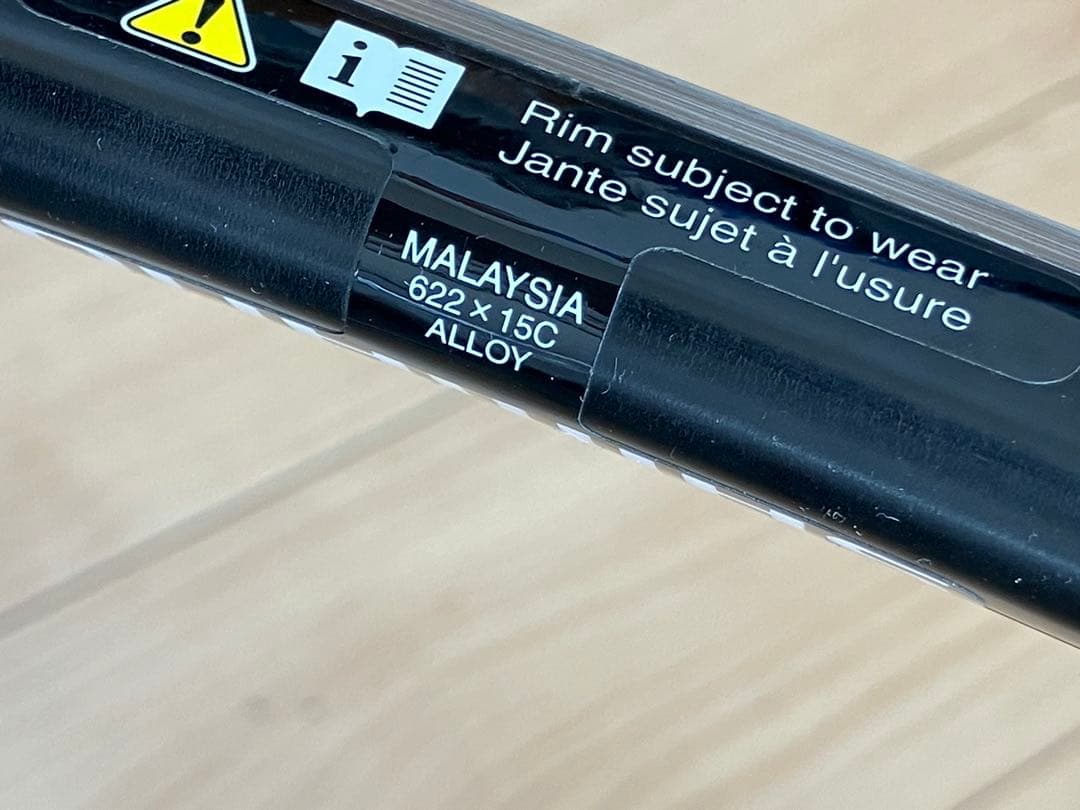 i
Rim subject to wear
Jante sujet à l'usure
MALAYSIA
622 × 15C
ALLOY